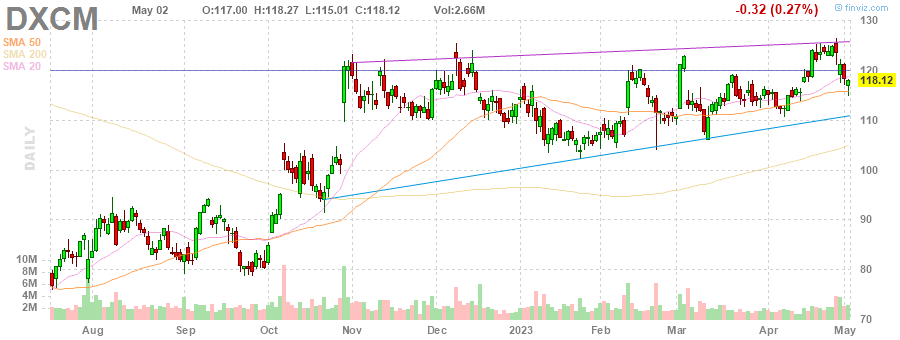 DXCM May 02 O:117.00 H:118.27 L:115.01 C:118.12 Vol:2.66M -0.32 (0.27%) © finviz.com
SMA 50
SMA 200
SMA 20
DAILY
130
120
118.12
110
100
90
80
70
10M
8M
6M
4M
2M
Aug Sep Oct Nov Dec 2023 Feb Mar Apr May